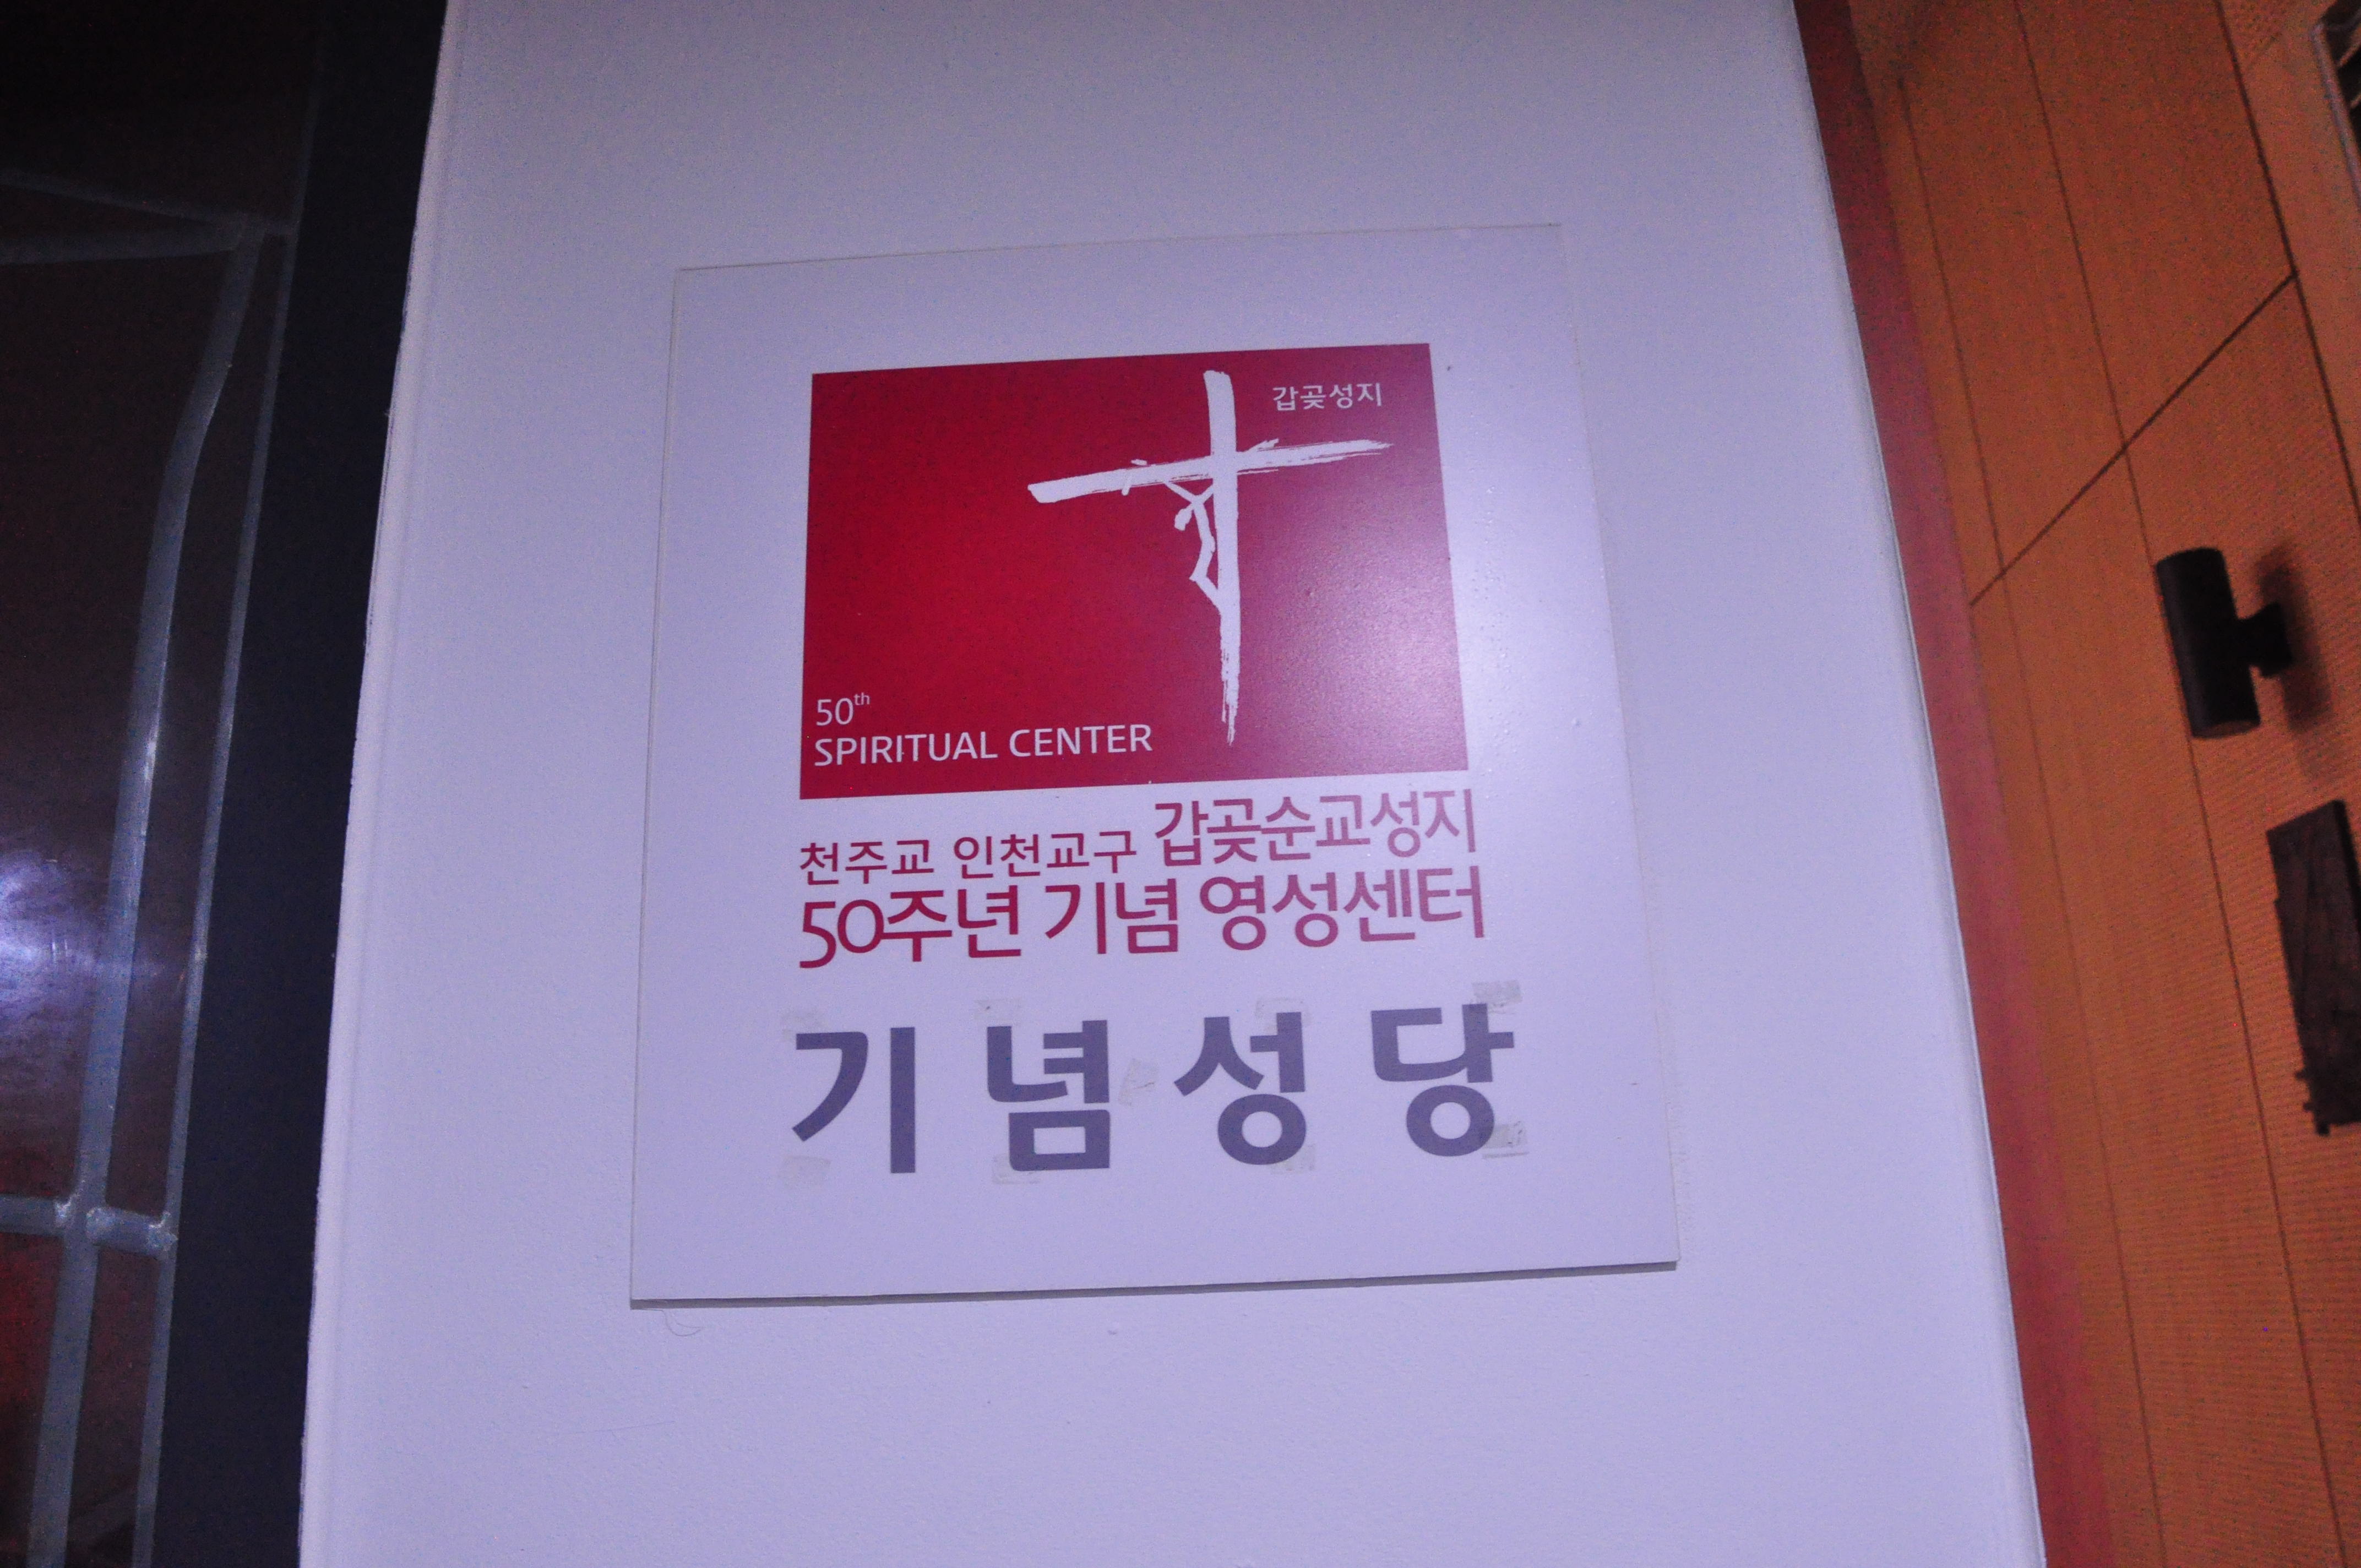 갑곶성지
50th
SPIRITUAL CENTER
천주교 인천교구 갑곶순교성지
50주년 기념 영성센터
기념성당